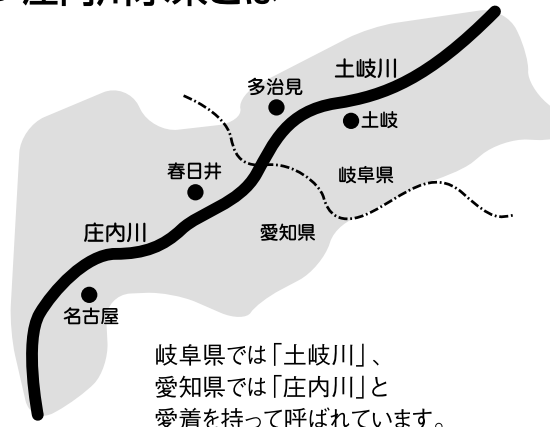 庄内川水系とは
土岐川
多治見
土岐
春日井
岐阜県
庄内川
愛知県
名古屋
岐阜県では「土岐川」、
愛知県では「庄内川」と
愛着を持って呼ばれています。